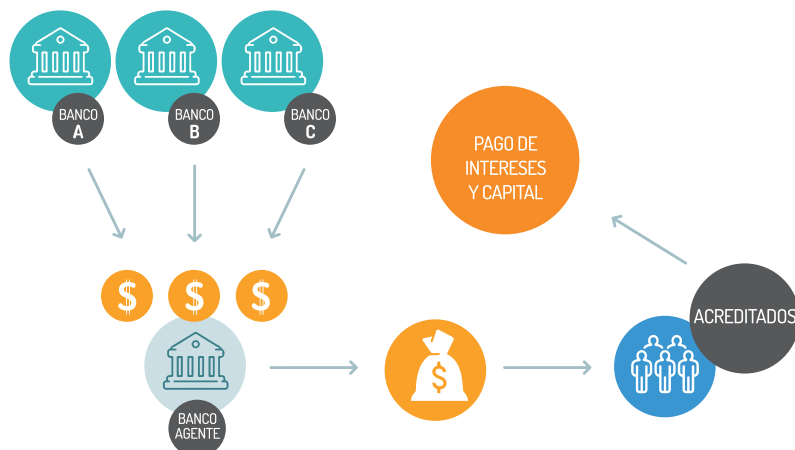 BANCO
A
BANCO
B
BANCO
C
PAGO DE
INTERESES
Y CAPITAL
$
$
$
$
ACREDITADOS
BANCO
AGENTE